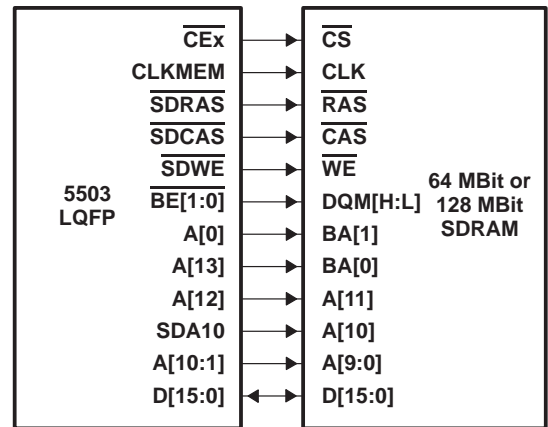 CEx CS
CLKMEM CLK
SDRAS RAS
SDCAS CAS
SDWE WE
BE[1:0] DQM[H:L]
A[0] BA[1]
A[13] BA[0]
A[12] A[11]
SDA10 A[10]
A[10:1] A[9:0]
D[15:0] D[15:0]
5503
LQFP
64 MBit or
128 MBit
SDRAM